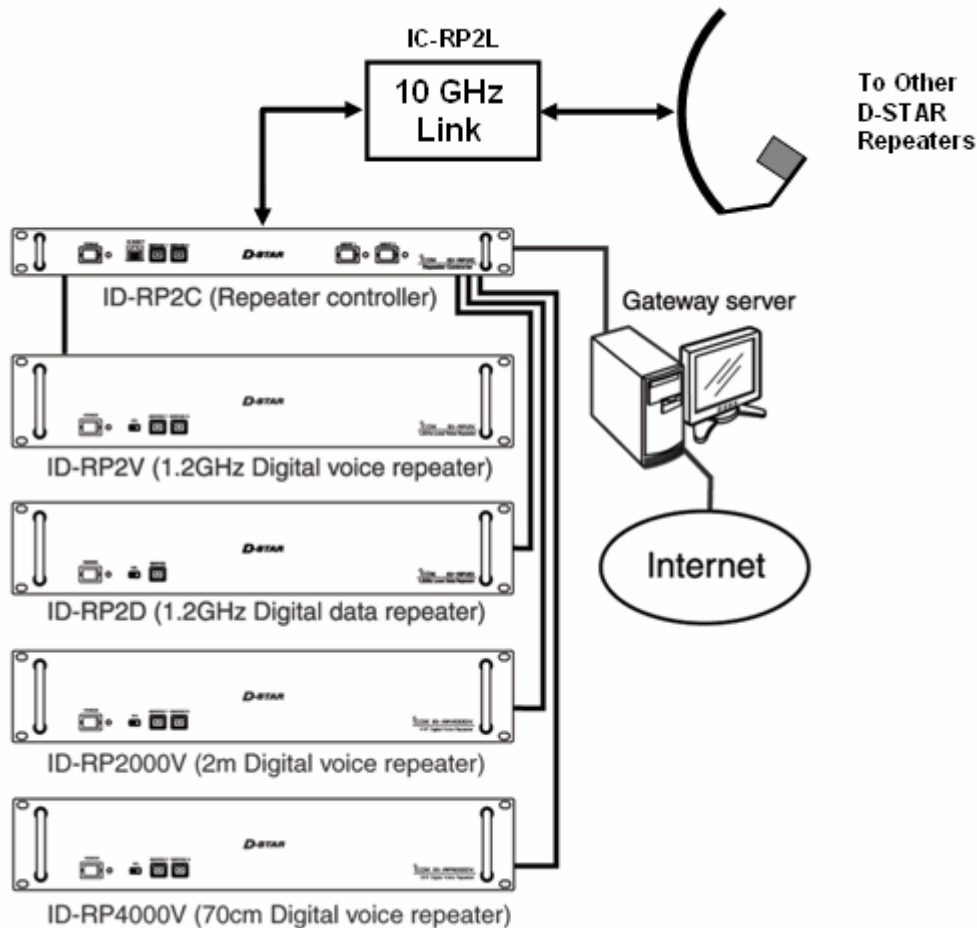 IC-RP2L
10 GHz
Link
To Other
D-STAR
Repeaters
D-STAR
ID-RP2C (Repeater controller)
Gateway server
D-STAR
ID-RP2V (1.2GHz Digital voice repeater)
D-STAR
ID-RP2D (1.2GHz Digital data repeater)
Internet
D-STAR
ID-RP2000V (2m Digital voice repeater)
D-STAR
ID-RP4000V (70cm Digital voice repeater)